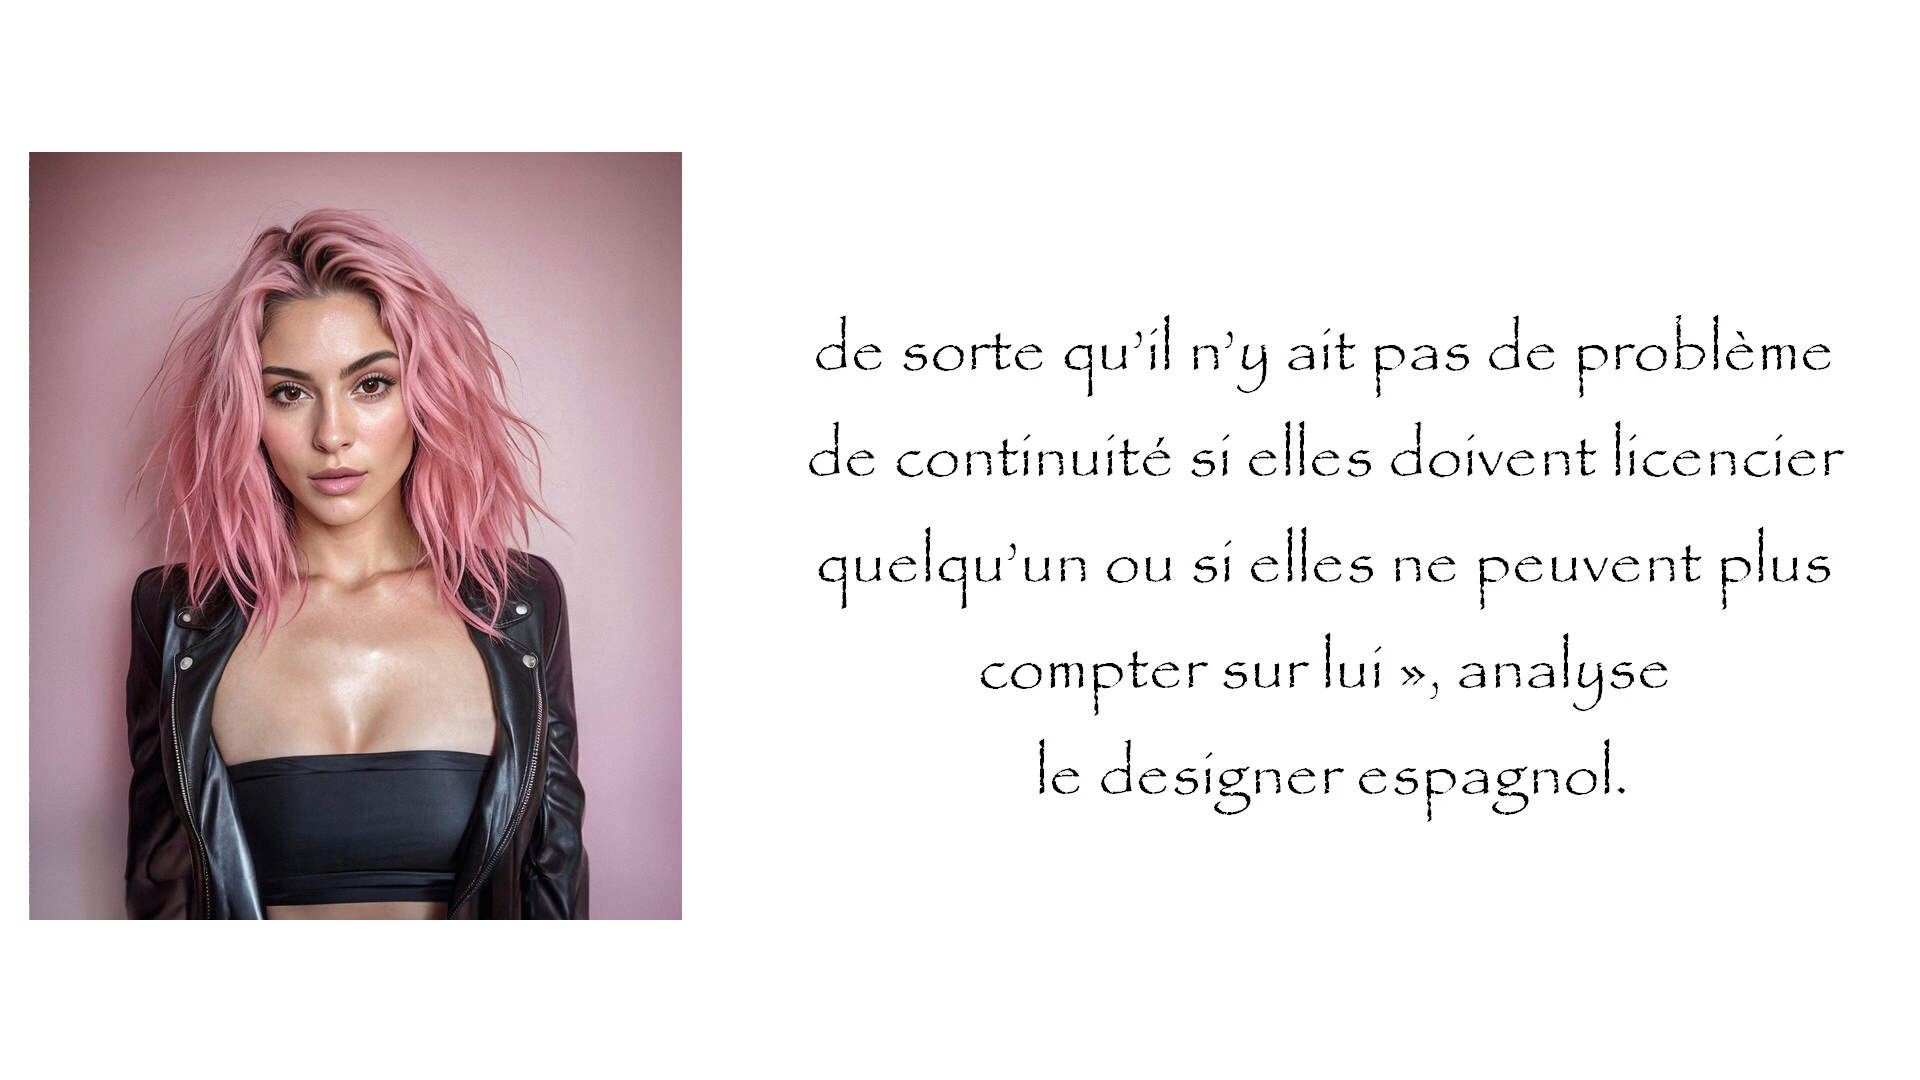 de sorte qu’il n’y ait pas de problème
de continuité si elles doivent licencier
quelqu’un ou si elles ne peuvent plus
compter sur lui », analyse
le designer espagnol.